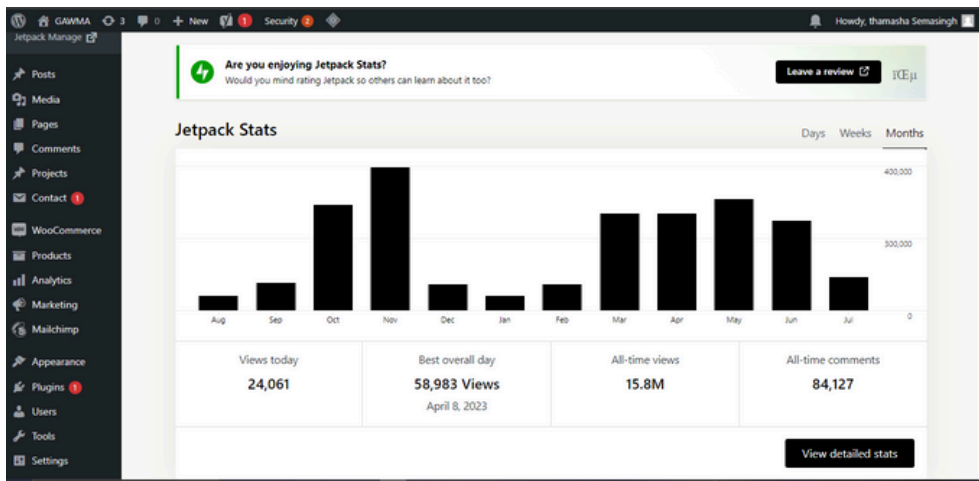 GAWMA 3 0 + New 1 Security 2 Howdy, thamasha Semasingh
Jetpack Manage
Posts
Media
Pages
Comments
Projects
Contact 1
WooCommerce
Products
Analytics
Marketing
Mailchimp
Appearance
Plugins 1
Users
Tools
Settings
Are you enjoying Jetpack Stats?
Would you mind rating Jetpack so others can learn about it too?
Leave a review
ïŒµ
Jetpack Stats
Days Weeks Months
400,000
300,000
0
Aug Sep Oct Nov Dec Jan Feb Mar Apr May Jun Jul
Views today
24,061
Best overall day
58,983 Views
April 8, 2023
All-time views
15.8M
All-time comments
84,127
View detailed stats